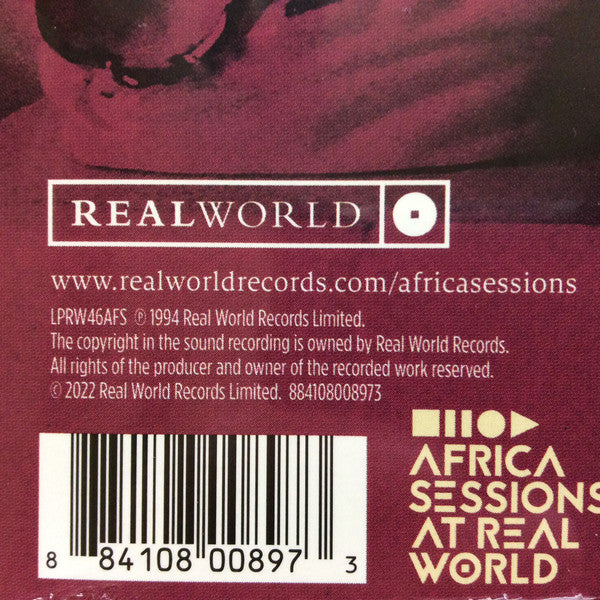 REALWORLD
www.realworldrecords.com/africasessions
LPRW46AFS ℗ 1994 Real World Records Limited.
The copyright in the sound recording is owned by Real World Records.
All rights of the producer and owner of the recorded work reserved.
© 2022 Real World Records Limited. 884108008973
8 84108 00897 3
AFRICA
SESSIONS
AT REAL
WORLD